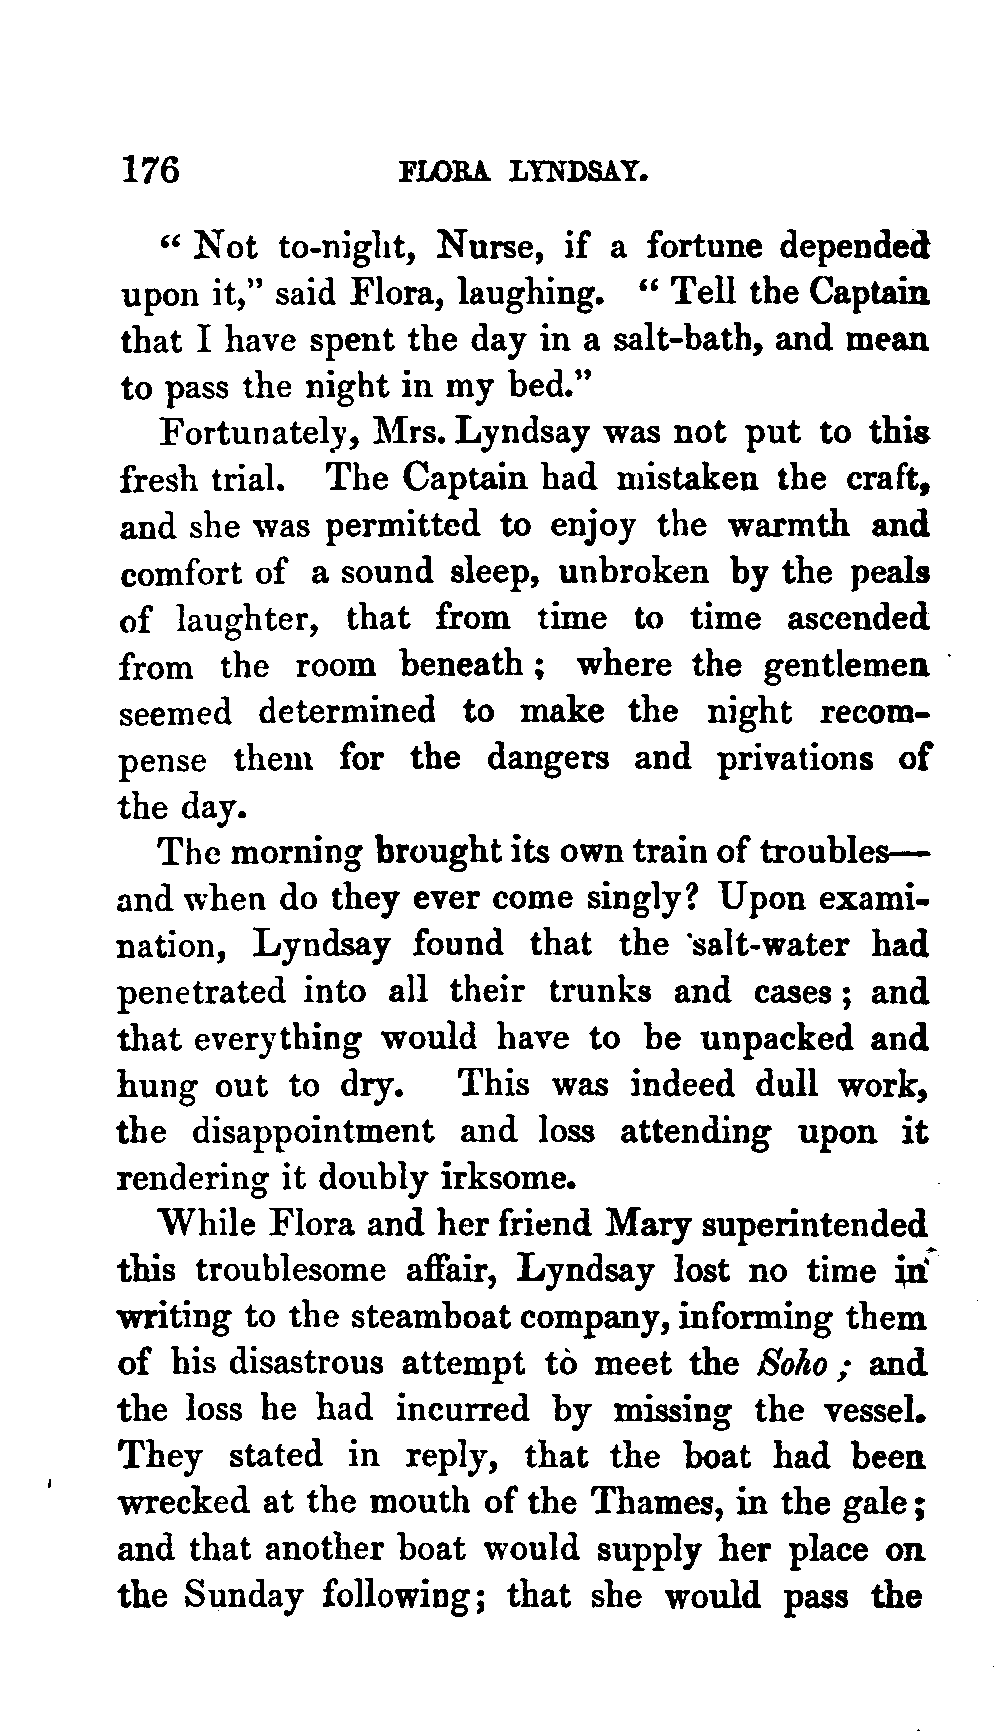 176 FLORA LYNDSAY.
“ Not to-night, Nurse, if a fortune depended
upon it,” said Flora, laughing. “ Tell the Captain
that I have spent the day in a salt-bath, and mean
to pass the night in my bed.”
Fortunately, Mrs. Lyndsay was not put to this
fresh trial. The Captain had mistaken the craft,
and she was permitted to enjoy the warmth and
comfort of a sound sleep, unbroken by the peals
of laughter, that from time to time ascended
from the room beneath ; where the gentlemen
seemed determined to make the night recom-
pense them for the dangers and privations of
the day.
The morning brought its own train of troubles—
and when do they ever come singly? Upon exami-
nation, Lyndsay found that the salt-water had
penetrated into all their trunks and cases ; and
that everything would have to be unpacked and
hung out to dry. This was indeed dull work,
the disappointment and loss attending upon it
rendering it doubly irksome.
While Flora and her friend Mary superintended
this troublesome affair, Lyndsay lost no time in
writing to the steamboat company, informing them
of his disastrous attempt to meet the Soho ; and
the loss he had incurred by missing the vessel.
They stated in reply, that the boat had been
wrecked at the mouth of the Thames, in the gale ;
and that another boat would supply her place on
the Sunday following; that she would pass the